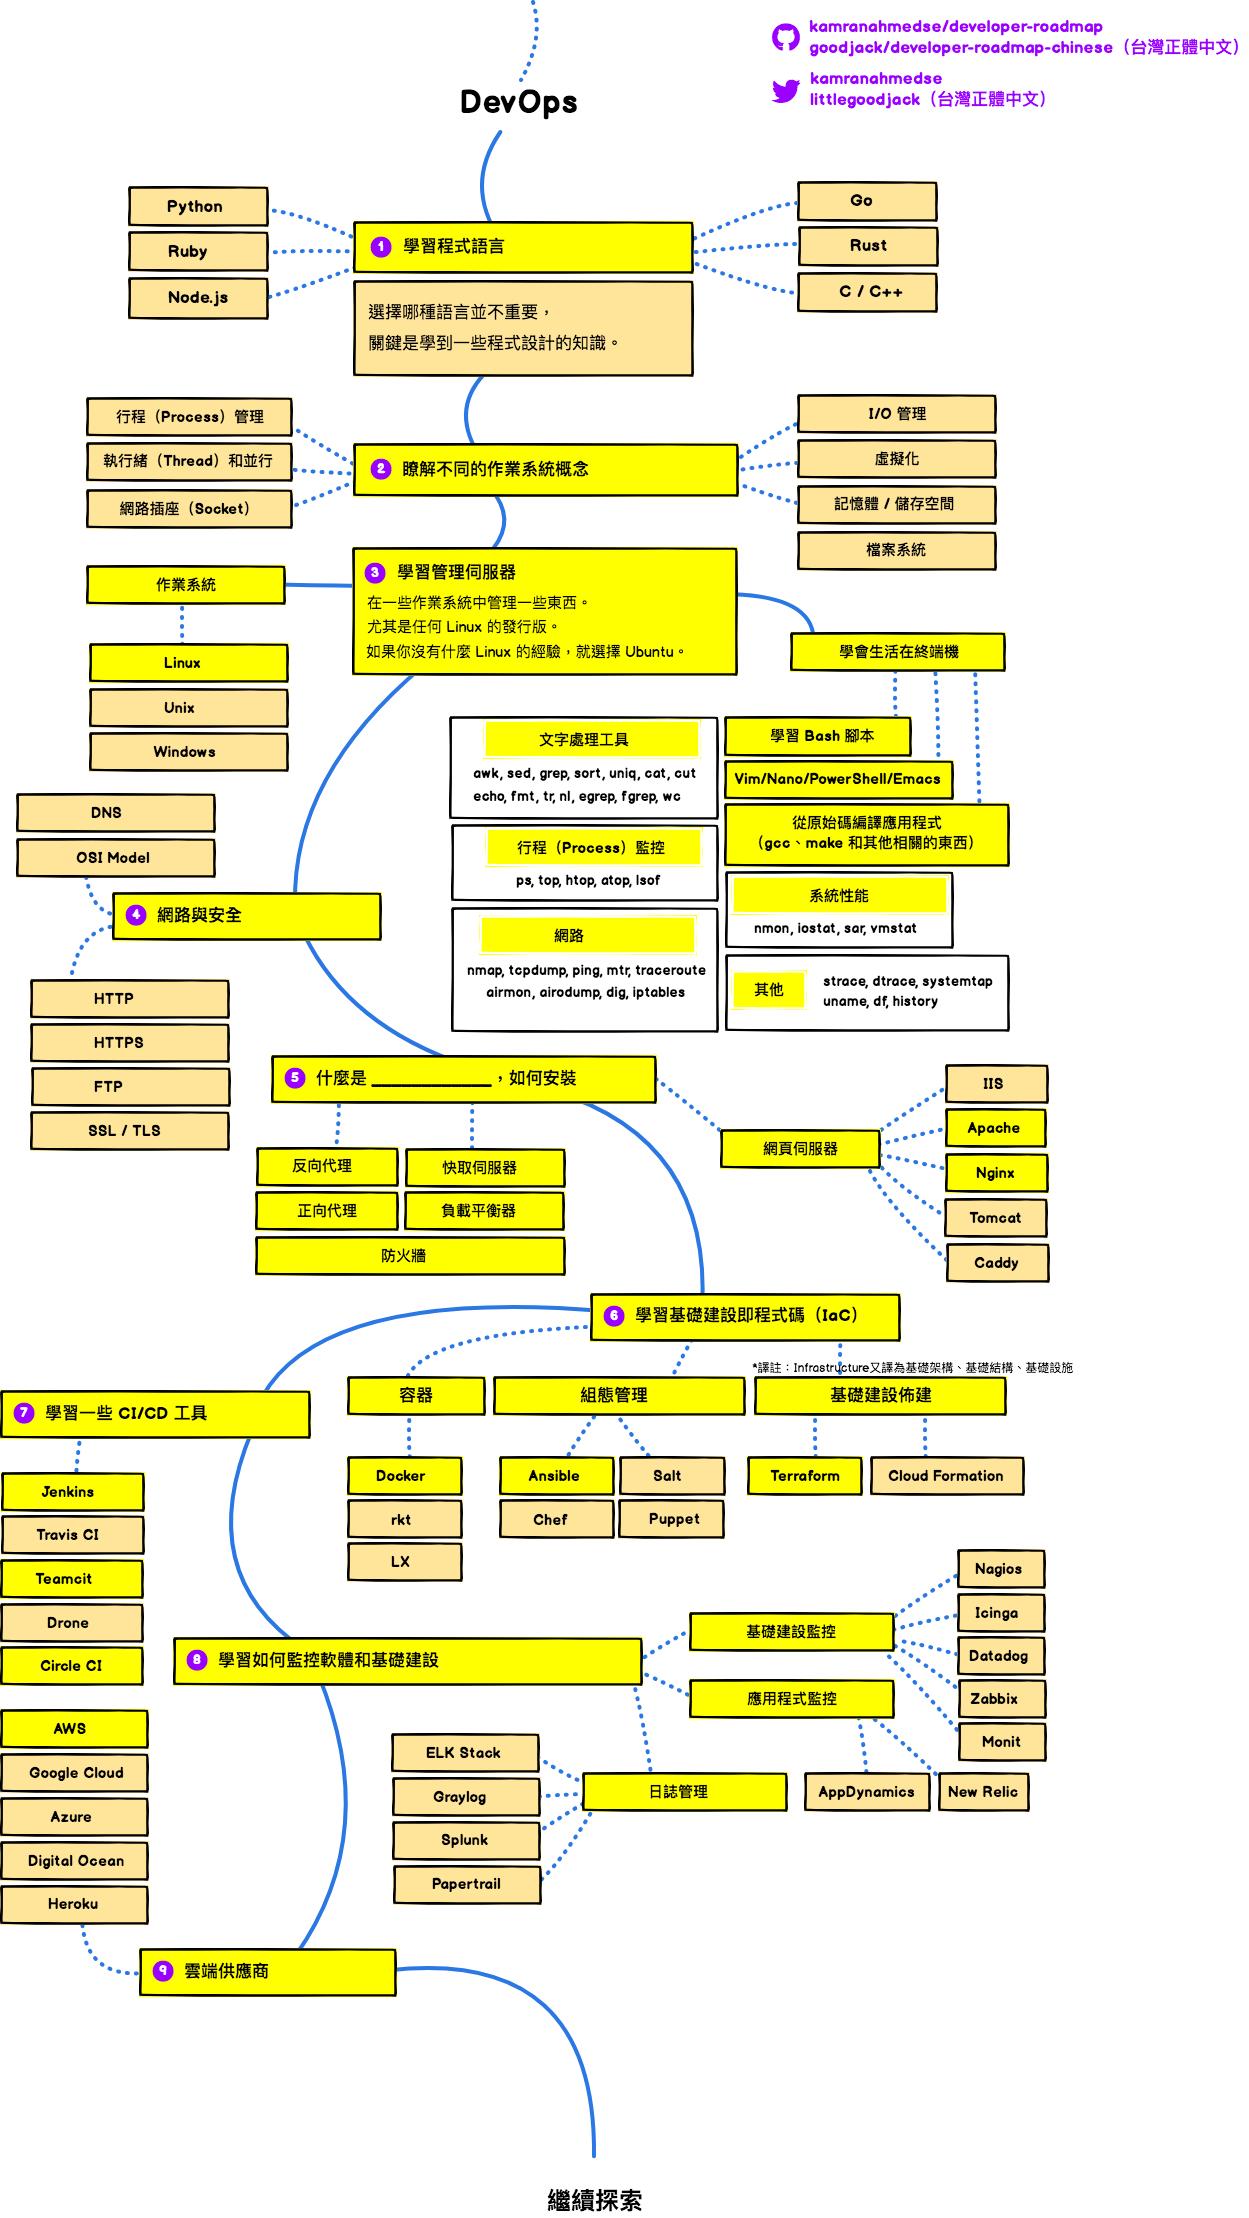 kamranahmedse/developer-roadmap
goodjack/developer-roadmap-chinese（台灣正體中文）
kamranahmedse
littlegoodjack（台灣正體中文）
DevOps
Python
Ruby
Node.js
1 學習程式語言
Go
Rust
C / C++
選擇哪種語言並不重要，
關鍵是學到一些程式設計的知識。
行程（Process）管理
執行緒（Thread）和並行
網路插座（Socket）
2 瞭解不同的作業系統概念
I/O 管理
虛擬化
記憶體 / 儲存空間
檔案系統
3 學習管理伺服器
在一些作業系統中管理一些東西。
尤其是任何 Linux 的發行版。
如果你沒有什麼 Linux 的經驗，就選擇 Ubuntu。
作業系統
Linux
Unix
Windows
學會生活在終端機
學習 Bash 腳本
Vim/Nano/PowerShell/Emacs
從原始碼編譯應用程式
（gcc、make 和其他相關的東西）
文字處理工具
awk, sed, grep, sort, uniq, cat, cut
echo, fmt, tr, nl, egrep, fgrep, wc
行程（Process）監控
ps, top, htop, atop, lsof
網路
nmap, tcpdump, ping, mtr, traceroute
airmon, airodump, dig, iptables
系統性能
nmon, iostat, sar, vmstat
其他
strace, dtrace, systemtap
uname, df, history
DNS
OSI Model
4 網路與安全
HTTP
HTTPS
FTP
SSL / TLS
5 什麼是 ____________，如何安裝
反向代理
快取伺服器
正向代理
負載平衡器
防火牆
網頁伺服器
IIS
Apache
Nginx
Tomcat
Caddy
6 學習基礎建設即程式碼（IaC）
*譯註：Infrastructure又譯為基礎架構、基礎結構、基礎設施
容器
組態管理
基礎建設佈建
Docker
rkt
LX
Ansible
Salt
Chef
Puppet
Terraform
Cloud Formation
7 學習一些 CI/CD 工具
Jenkins
Travis CI
Teamcit
Drone
Circle CI
8 學習如何監控軟體和基礎建設
基礎建設監控
應用程式監控
Nagios
Icinga
Datadog
Zabbix
Monit
AppDynamics
New Relic
日誌管理
ELK Stack
Graylog
Splunk
Papertrail
AWS
Google Cloud
Azure
Digital Ocean
Heroku
9 雲端供應商
繼續探索